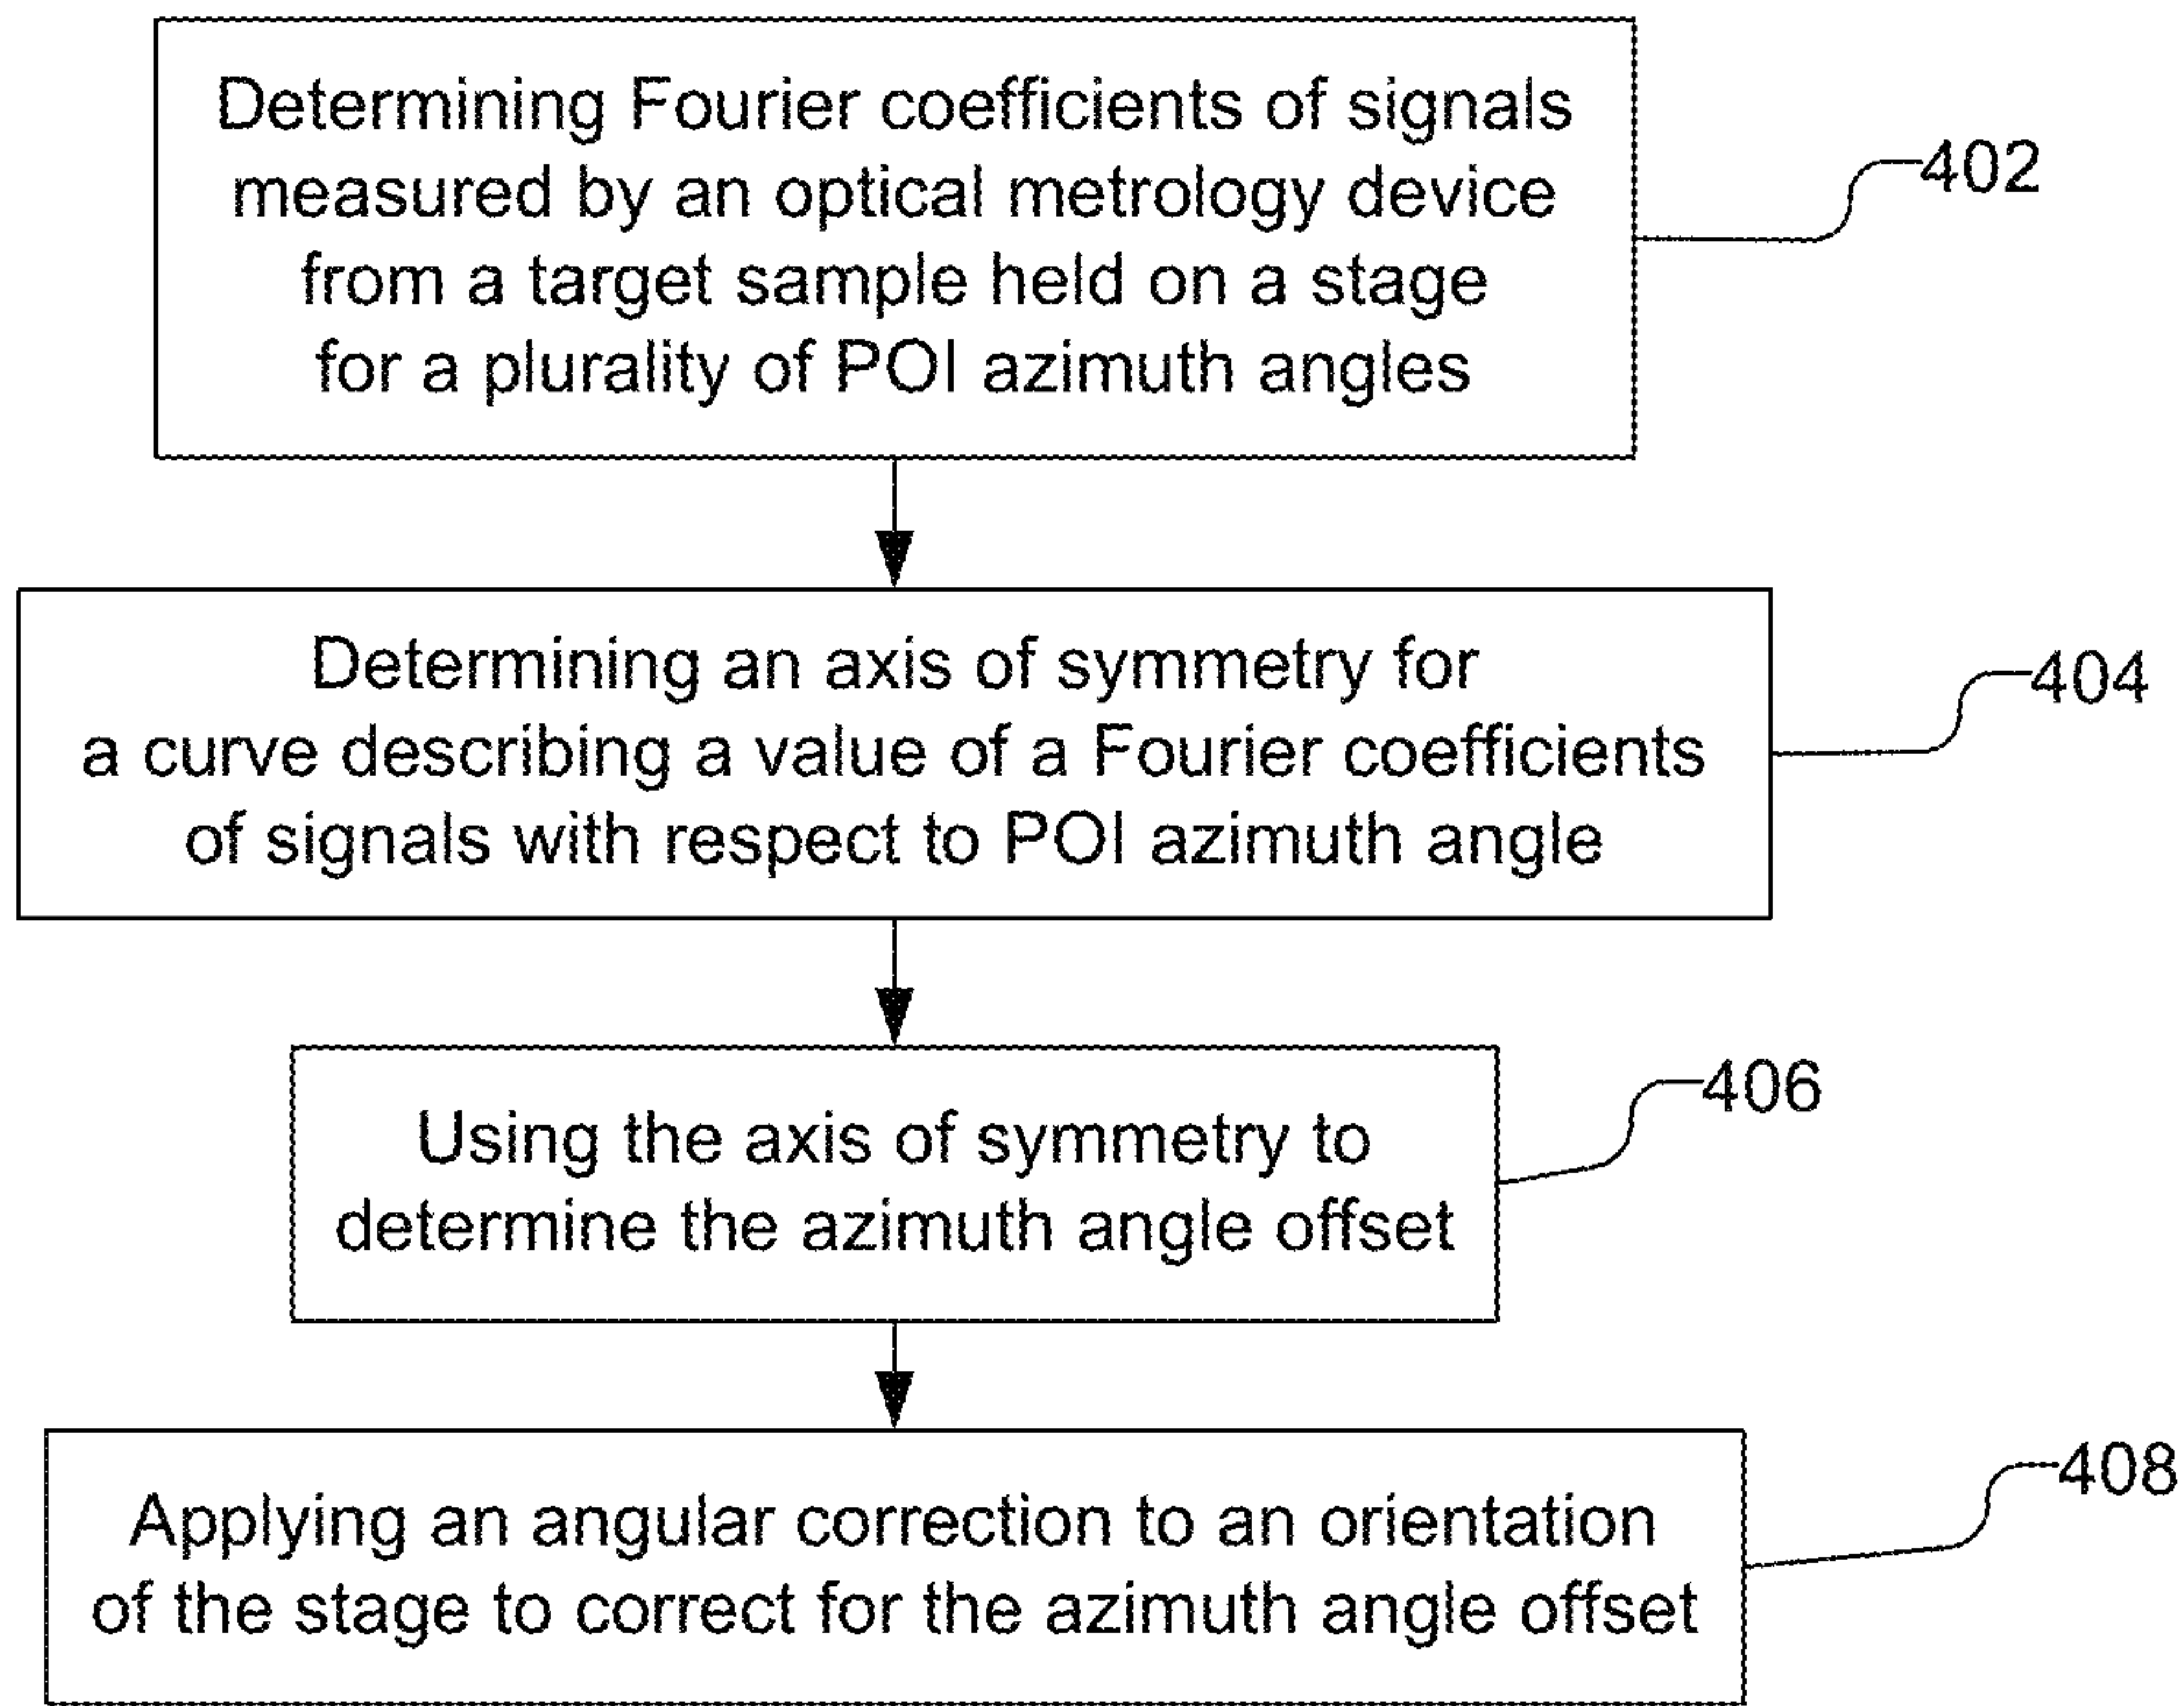 Determining Fourier coefficients of signals
measured by an optical metrology device
from a target sample held on a stage
for a plurality of POI azimuth angles
402
Determining an axis of symmetry for
a curve describing a value of a Fourier coefficients
of signals with respect to POI azimuth angle
404
Using the axis of symmetry to
determine the azimuth angle offset
406
Applying an angular correction to an orientation
of the stage to correct for the azimuth angle offset
408